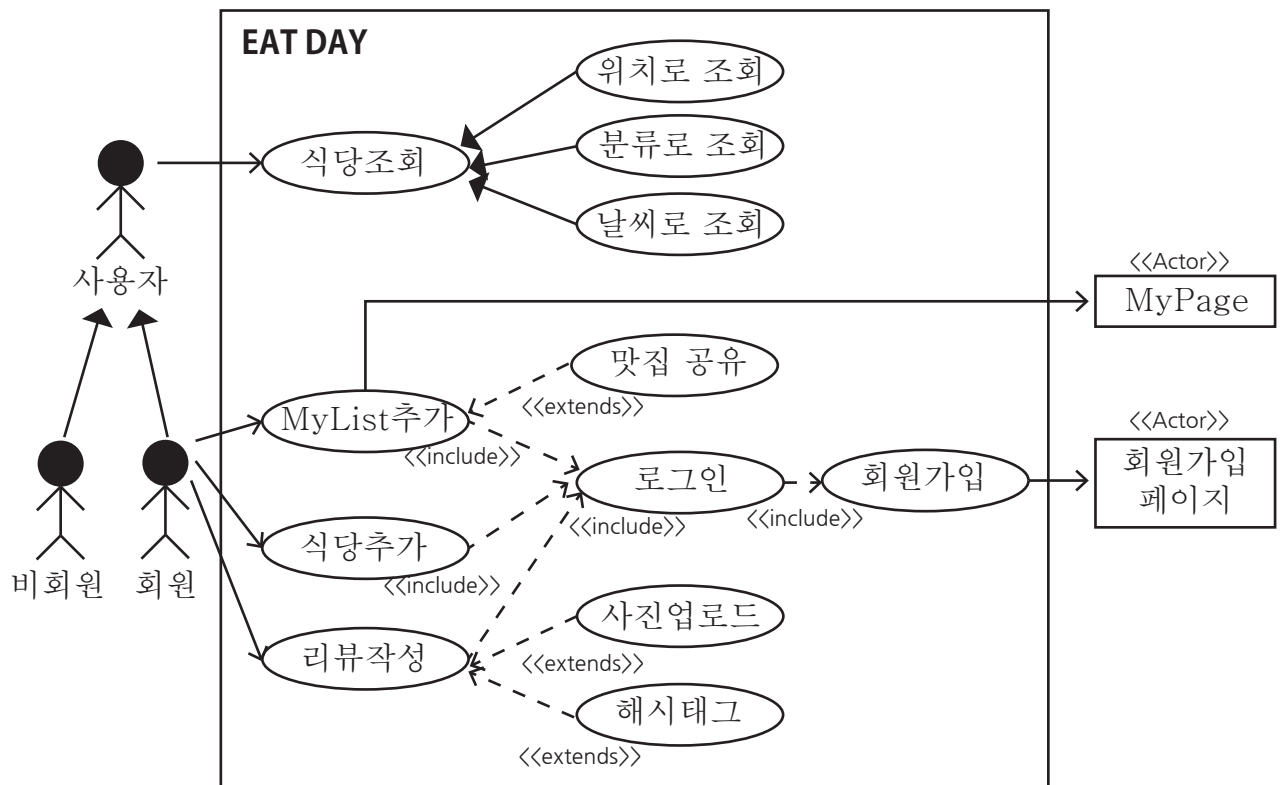 EAT DAY
위치로 조회
분류로 조회
식당조회
날씨로 조회
사용자
<<Actor>>
MyPage
맛집 공유
<<extends>>
MyList추가
<<include>>
<<Actor>>
회원가입
페이지
로그인
회원가입
<<include>>
<<include>>
식당추가
<<include>>
비회원
회원
사진업로드
리뷰작성
<<extends>>
해시태그
<<extends>>